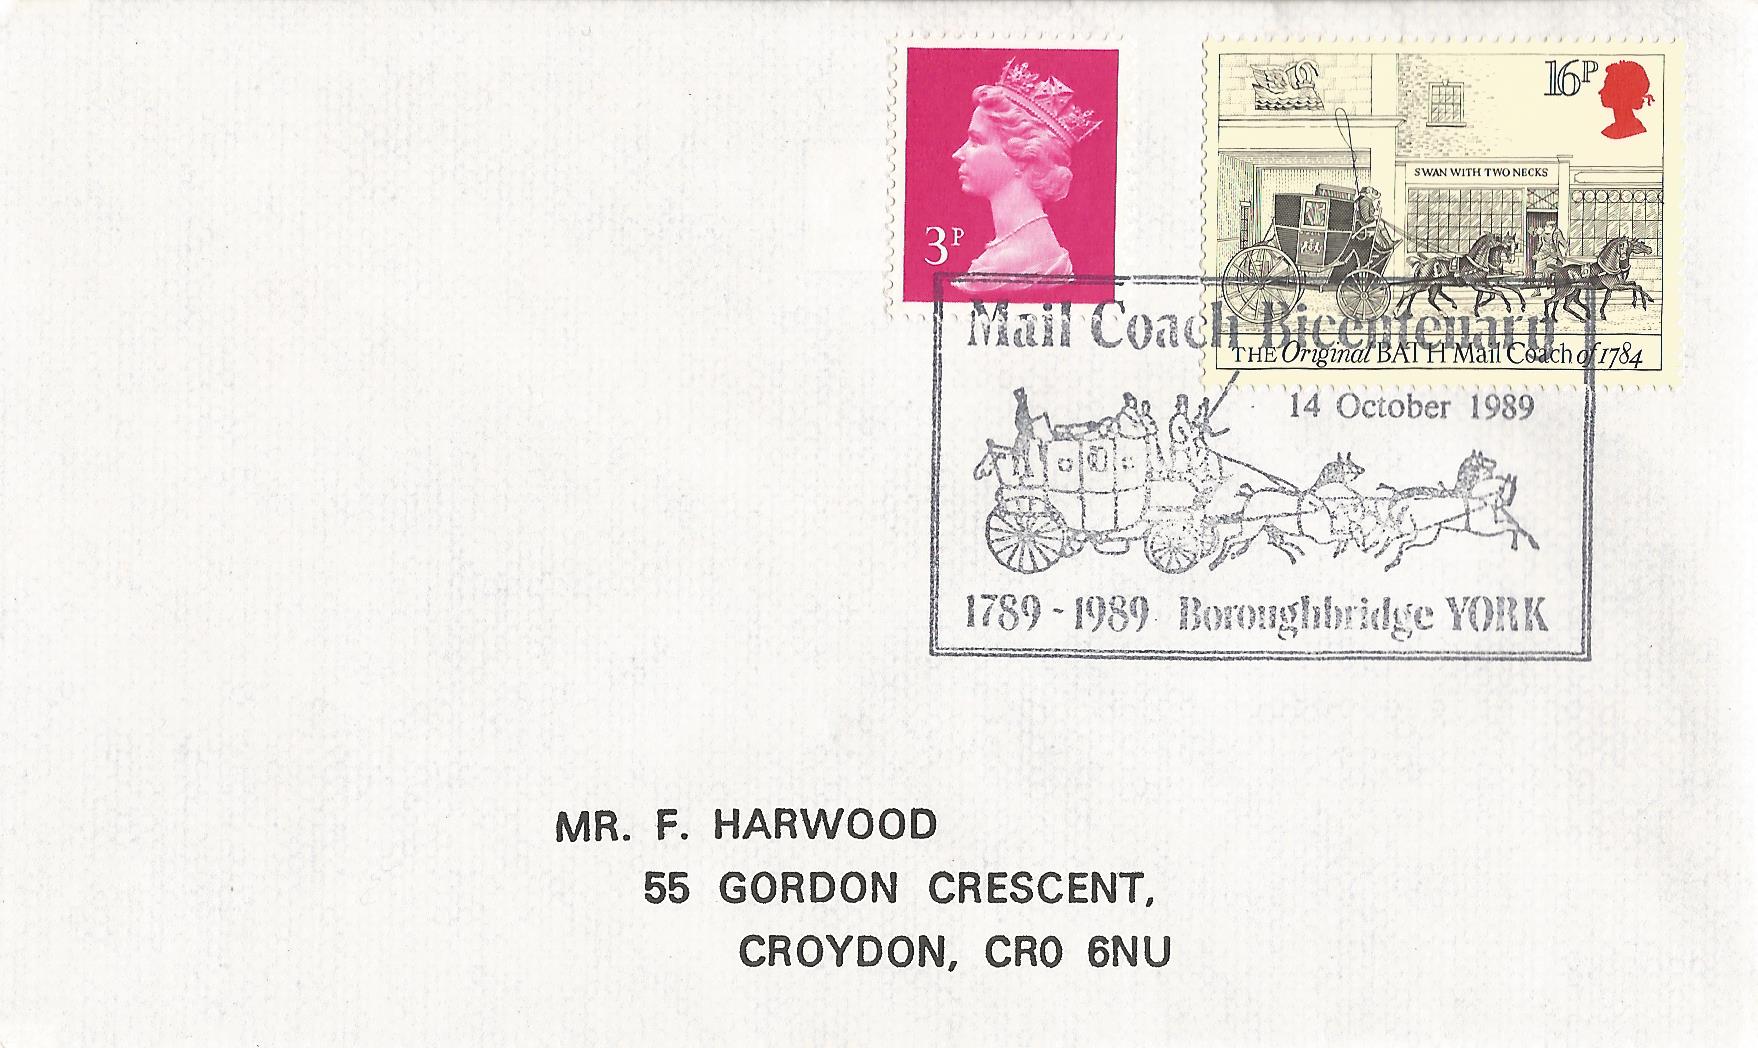 3P
16P
SWAN WITH TWO NECKS
THE Original BATH Mail Coach of 1784
Mail Coach Bicentenary
14 October 1989
1789 - 1989 Boroughbridge YORK
MR. F. HARWOOD
55 GORDON CRESCENT,
CROYDON, CR0 6NU